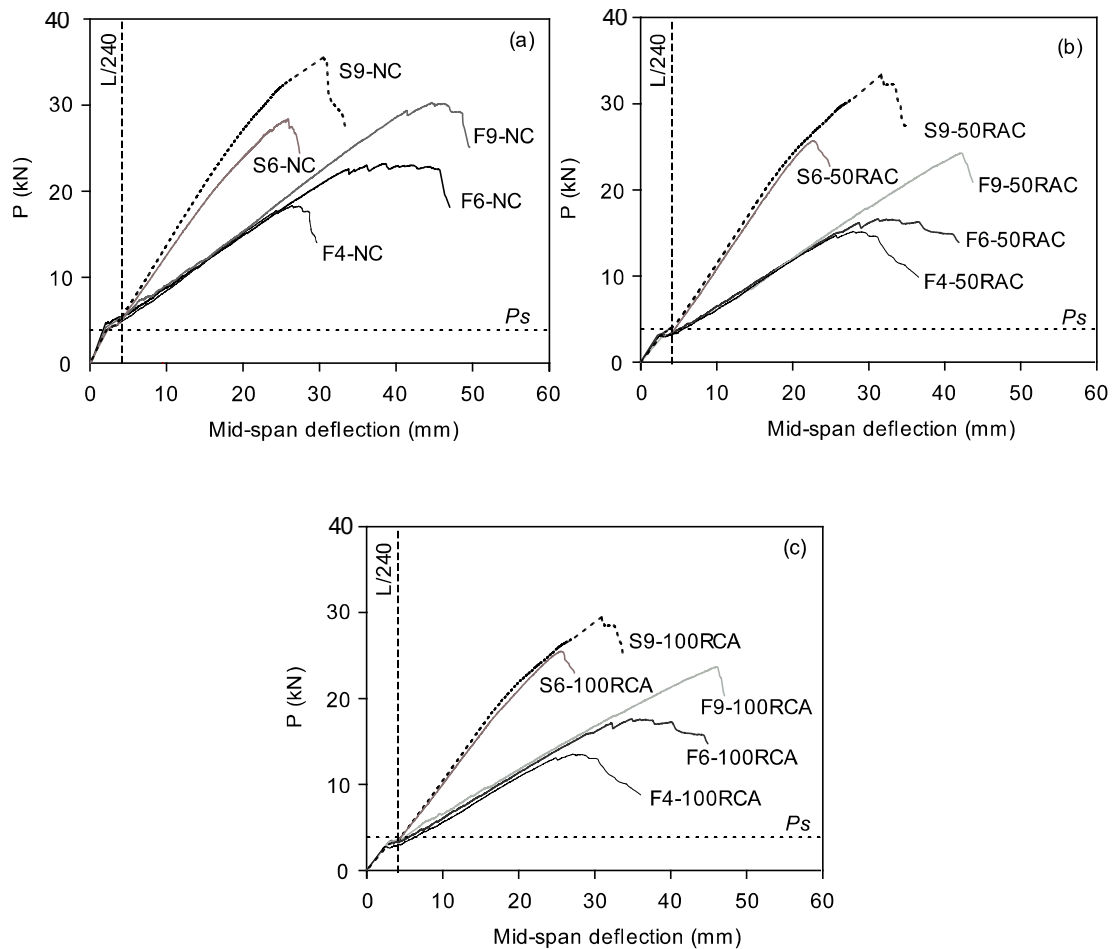 (a)
40
30
20
10
0
P (kN)
L/240
S9-NC
S6-NC
F9-NC
F6-NC
F4-NC
Ps
0 10 20 30 40 50 60
Mid-span deflection (mm)
(b)
40
30
20
10
0
P (kN)
L/240
S9-50RAC
S6-50RAC
F9-50RAC
F6-50RAC
F4-50RAC
Ps
0 10 20 30 40 50 60
Mid-span deflection (mm)
(c)
40
30
20
10
0
P (kN)
L/240
S9-100RCA
S6-100RCA
F9-100RCA
F6-100RCA
F4-100RCA
Ps
0 10 20 30 40 50 60
Mid-span deflection (mm)